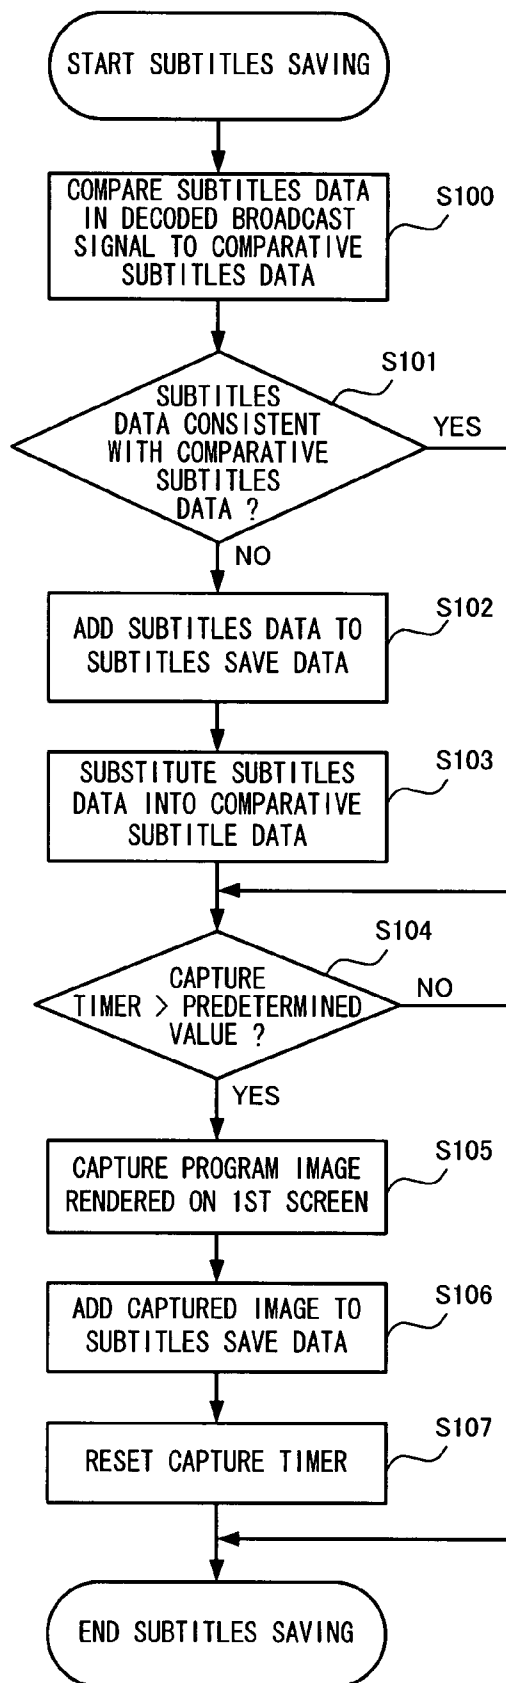 START SUBTITLES SAVING
COMPARE SUBTITLES DATA
IN DECODED BROADCAST
SIGNAL TO COMPARATIVE
SUBTITLES DATA
S100
S101
SUBTITLES
DATA CONSISTENT
WITH COMPARATIVE
SUBTITLES
DATA ?
YES
NO
S102
ADD SUBTITLES DATA TO
SUBTITLES SAVE DATA
S103
SUBSTITUTE SUBTITLES
DATA INTO COMPARATIVE
SUBTITLE DATA
S104
CAPTURE
TIMER > PREDETERMINED
VALUE ?
NO
YES
S105
CAPTURE PROGRAM IMAGE
RENDERED ON 1ST SCREEN
S106
ADD CAPTURED IMAGE TO
SUBTITLES SAVE DATA
S107
RESET CAPTURE TIMER
END SUBTITLES SAVING